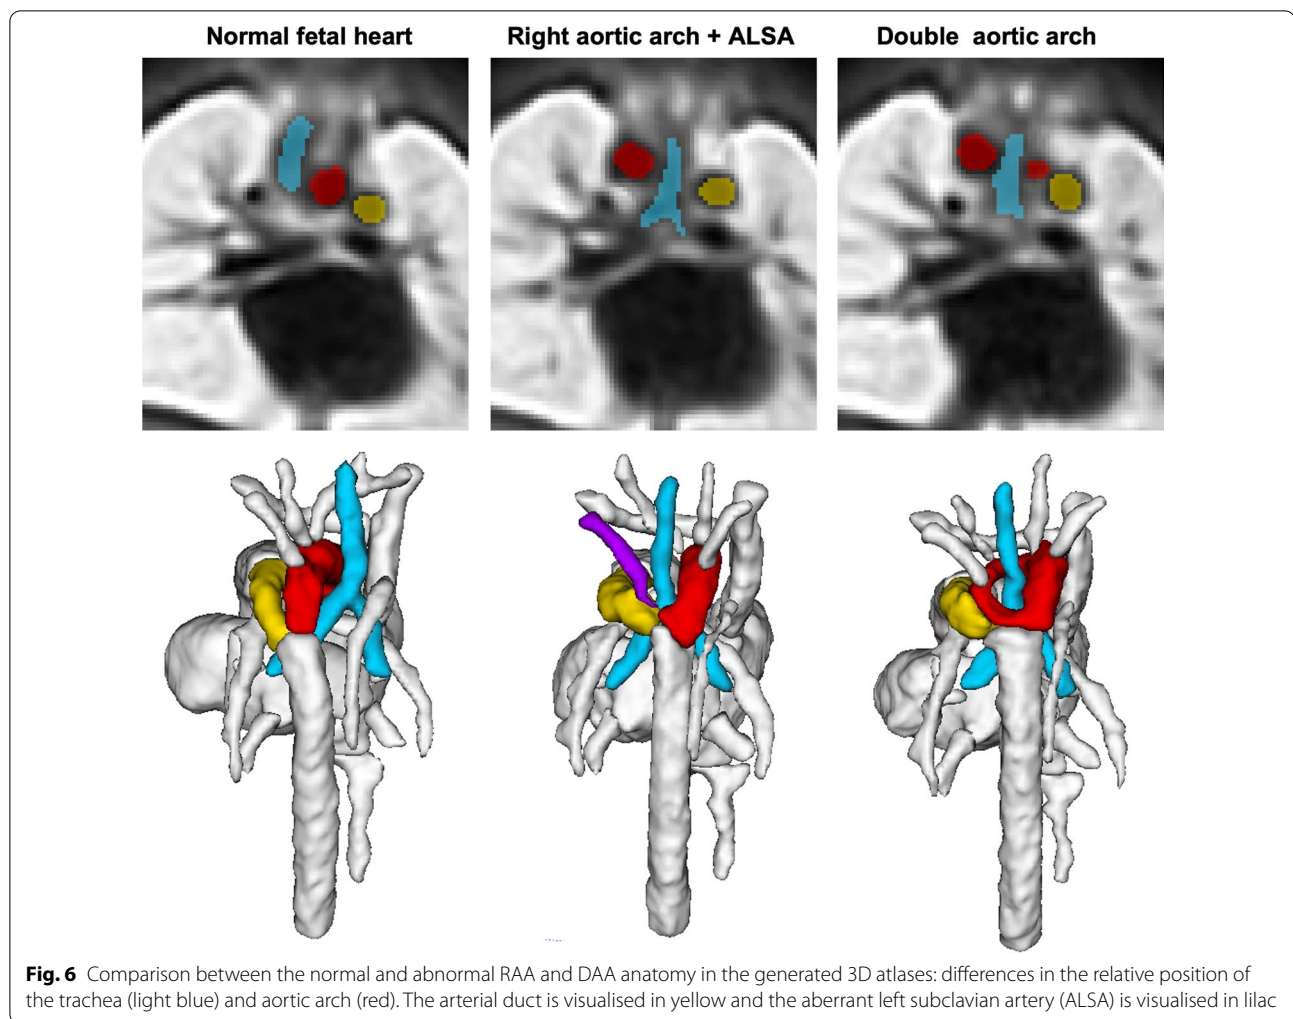 Normal fetal heart
Right aortic arch + ALSA
Double aortic arch
Fig. 6 Comparison between the normal and abnormal RAA and DAA anatomy in the generated 3D atlases: differences in the relative position of
the trachea (light blue) and aortic arch (red). The arterial duct is visualised in yellow and the aberrant left subclavian artery (ALSA) is visualised in lilac